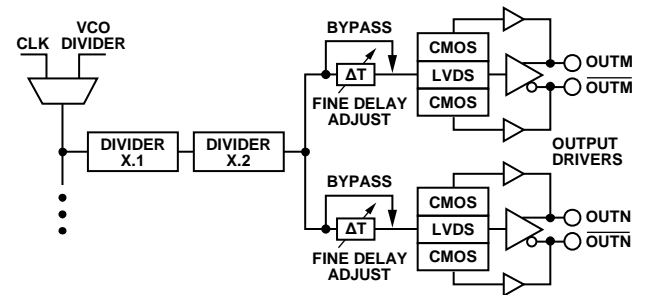 CLK
VCO
DIVIDER
BYPASS
ΔT
FINE DELAY
ADJUST
CMOS
LVDS
CMOS
OUTM
OUTM
DIVIDER
X.1
DIVIDER
X.2
OUTPUT
DRIVERS
BYPASS
ΔT
FINE DELAY
ADJUST
CMOS
LVDS
CMOS
OUTN
OUTN